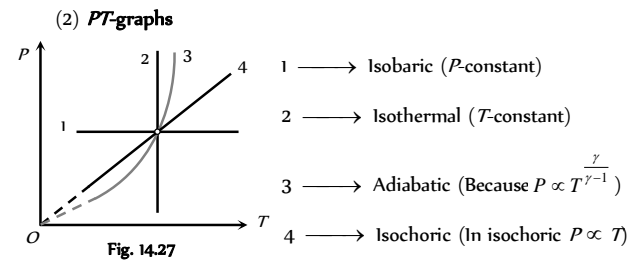 (2) PT-graphs
P
2
3
4
1
O
T
Fig. 14.27
1 ⟶ Isobaric (P-constant)
2 ⟶ Isothermal (T-constant)
3 ⟶ Adiabatic (Because P ∝ T^{γ/(γ−1)})
4 ⟶ Isochoric (In isochoric P ∝ T)